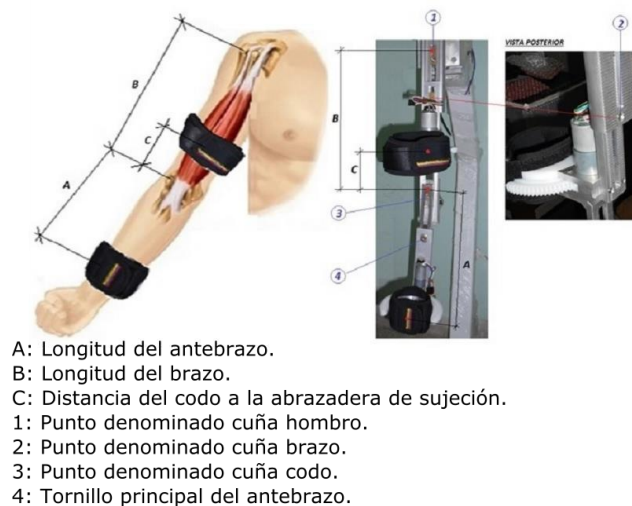 1
2
VISTA POSTERIOR
B
B
C
C
A
3
4
A
A: Longitud del antebrazo.
B: Longitud del brazo.
C: Distancia del codo a la abrazadera de sujeción.
1: Punto denominado cuña hombro.
2: Punto denominado cuña brazo.
3: Punto denominado cuña codo.
4: Tornillo principal del antebrazo.